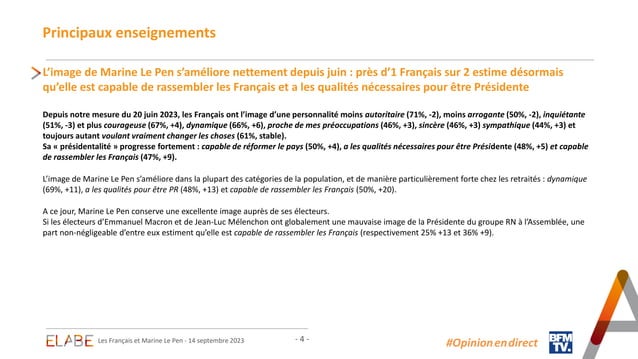 Principaux enseignements
L’image de Marine Le Pen s’améliore nettement depuis juin : près d’1 Français sur 2 estime désormais
qu’elle est capable de rassembler les Français et a les qualités nécessaires pour être Présidente
Depuis notre mesure du 20 juin 2023, les Français ont l’image d’une personnalité moins autoritaire (71%, -2), moins arrogante (50%, -2), inquiétante
(51%, -3) et plus courageuse (67%, +4), dynamique (66%, +6), proche de mes préoccupations (46%, +3), sincère (46%, +3) sympathique (44%, +3) et
toujours autant voulant vraiment changer les choses (61%, stable).
Sa « présidentalité » progresse fortement : capable de réformer le pays (50%, +4), a les qualités nécessaires pour être Présidente (48%, +5) et capable
de rassembler les Français (47%, +9).
L’image de Marine Le Pen s’améliore dans la plupart des catégories de la population, et de manière particulièrement forte chez les retraités : dynamique
(69%, +11), a les qualités pour être PR (48%, +13) et capable de rassembler les Français (50%, +20).
A ce jour, Marine Le Pen conserve une excellente image auprès de ses électeurs.
Si les électeurs d’Emmanuel Macron et de Jean-Luc Mélenchon ont globalement une mauvaise image de la Présidente du groupe RN à l’Assemblée, une
part non-négligeable d’entre eux estiment qu’elle est capable de rassembler les Français (respectivement 25% +13 et 36% +9).
ELABE Les Français et Marine Le Pen - 14 septembre 2023 - 4 -
#Opinionendirect
BFM
TV.